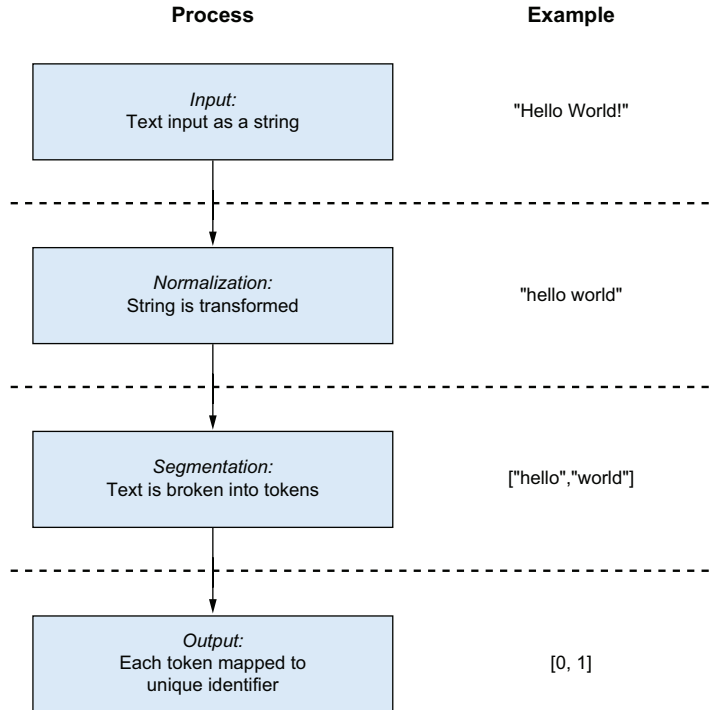 Process
Example
Input:
Text input as a string
"Hello World!"
Normalization:
String is transformed
"hello world"
Segmentation:
Text is broken into tokens
["hello","world"]
Output:
Each token mapped to
unique identifier
[0, 1]